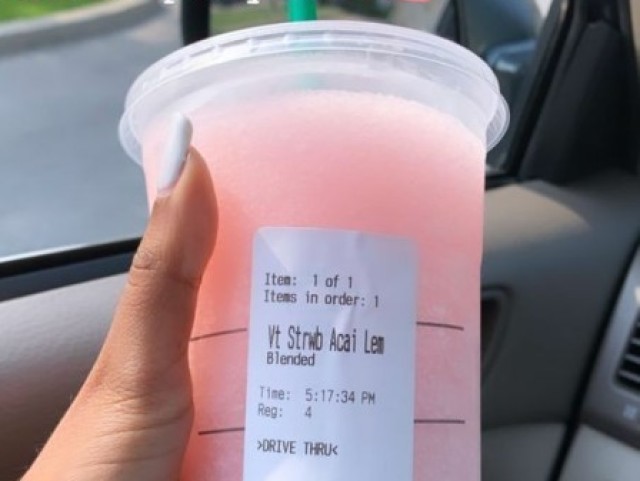 Item: 1 of 1
Items in order: 1
Vt Strwb Acai Lem
Blended
Time: 5:17:34 PM
Reg: 4
>DRIVE THRU<